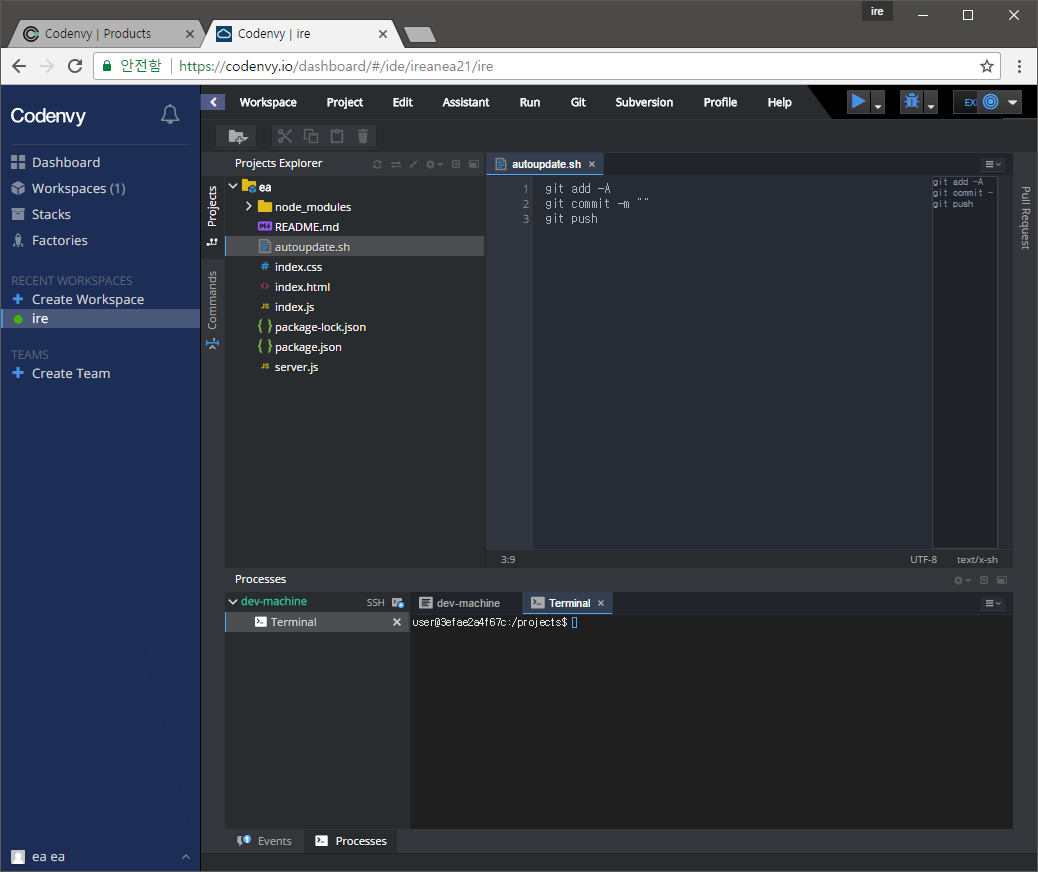 ire
Codenvy | Products
Codenvy | ire
안전함
https://codenvy.io/dashboard/#/ide/ireanea21/ire
Codenvy
Dashboard
Workspaces (1)
Stacks
Factories
RECENT WORKSPACES
Create Workspace
ire
TEAMS
Create Team
ea ea
Workspace Project Edit Assistant Run Git Subversion Profile Help
EX
Projects Explorer
Projects
Commands
ea
node_modules
README.md
autoupdate.sh
index.css
index.html
JS index.js
{ } package-lock.json
{ } package.json
JS server.js
autoupdate.sh
1 git add -A
2 git commit -m ""
3 git push
git add -A
git commit -
git push
Pull Request
3:9 UTF-8 text/x-sh
Processes
dev-machine SSH
Terminal
dev-machine Terminal
user@3efae2a4f67c:/projects$
Events Processes